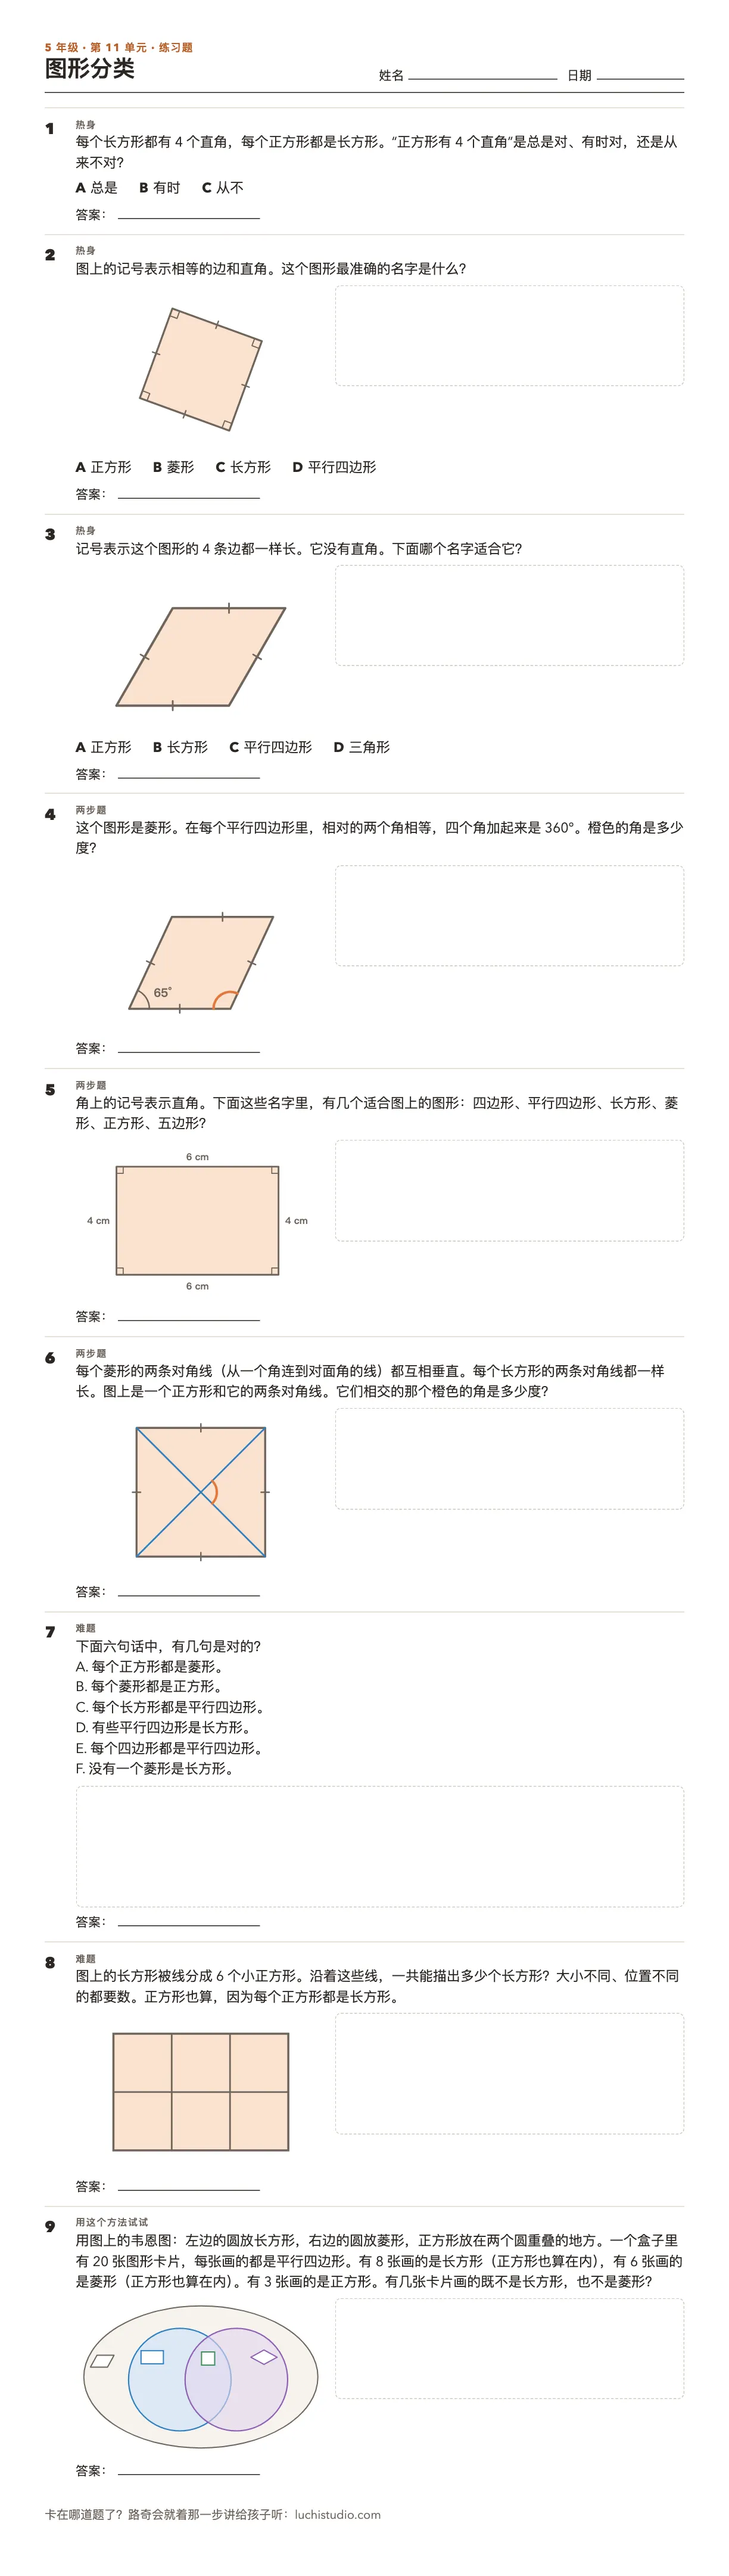 5 年级 · 第 11 单元 · 练习题
图形分类
姓名
日期
1
热身
每个长方形都有 4 个直角，每个正方形都是长方形。“正方形有 4 个直角”是总是对、有时对，还是从
来不对？
A 总是 B 有时 C 从不
答案：
2
热身
图上的记号表示相等的边和直角。这个图形最准确的名字是什么？
A 正方形 B 菱形 C 长方形 D 平行四边形
答案：
3
热身
记号表示这个图形的 4 条边都一样长。它没有直角。下面哪个名字适合它？
A 正方形 B 长方形 C 平行四边形 D 三角形
答案：
4
两步题
这个图形是菱形。在每个平行四边形里，相对的两个角相等，四个角加起来是 360°。橙色的角是多少
度？
65°
答案：
5
两步题
角上的记号表示直角。下面这些名字里，有几个适合图上的图形：四边形、平行四边形、长方形、菱
形、正方形、五边形？
6 cm
4 cm
4 cm
6 cm
答案：
6
两步题
每个菱形的两条对角线（从一个角连到对面角的线）都互相垂直。每个长方形的两条对角线都一样
长。图上是一个正方形和它的两条对角线。它们相交的那个橙色的角是多少度？
答案：
7
难题
下面六句话中，有几句是对的？
A. 每个正方形都是菱形。
B. 每个菱形都是正方形。
C. 每个长方形都是平行四边形。
D. 有些平行四边形是长方形。
E. 每个四边形都是平行四边形。
F. 没有一个菱形是长方形。
答案：
8
难题
图上的长方形被线分成 6 个小正方形。沿着这些线，一共能描出多少个长方形？大小不同、位置不同
的都要数。正方形也算，因为每个正方形都是长方形。
答案：
9
用这个方法试试
用图上的韦恩图：左边的圆放长方形，右边的圆放菱形，正方形放在两个圆重叠的地方。一个盒子里
有 20 张图形卡片，每张画的都是平行四边形。有 8 张画的是长方形（正方形也算在内），有 6 张画的
是菱形（正方形也算在内）。有 3 张画的是正方形。有几张卡片画的既不是长方形，也不是菱形？
答案：
卡在哪道题了？路奇会就着那一步讲给孩子听：luchistudio.com